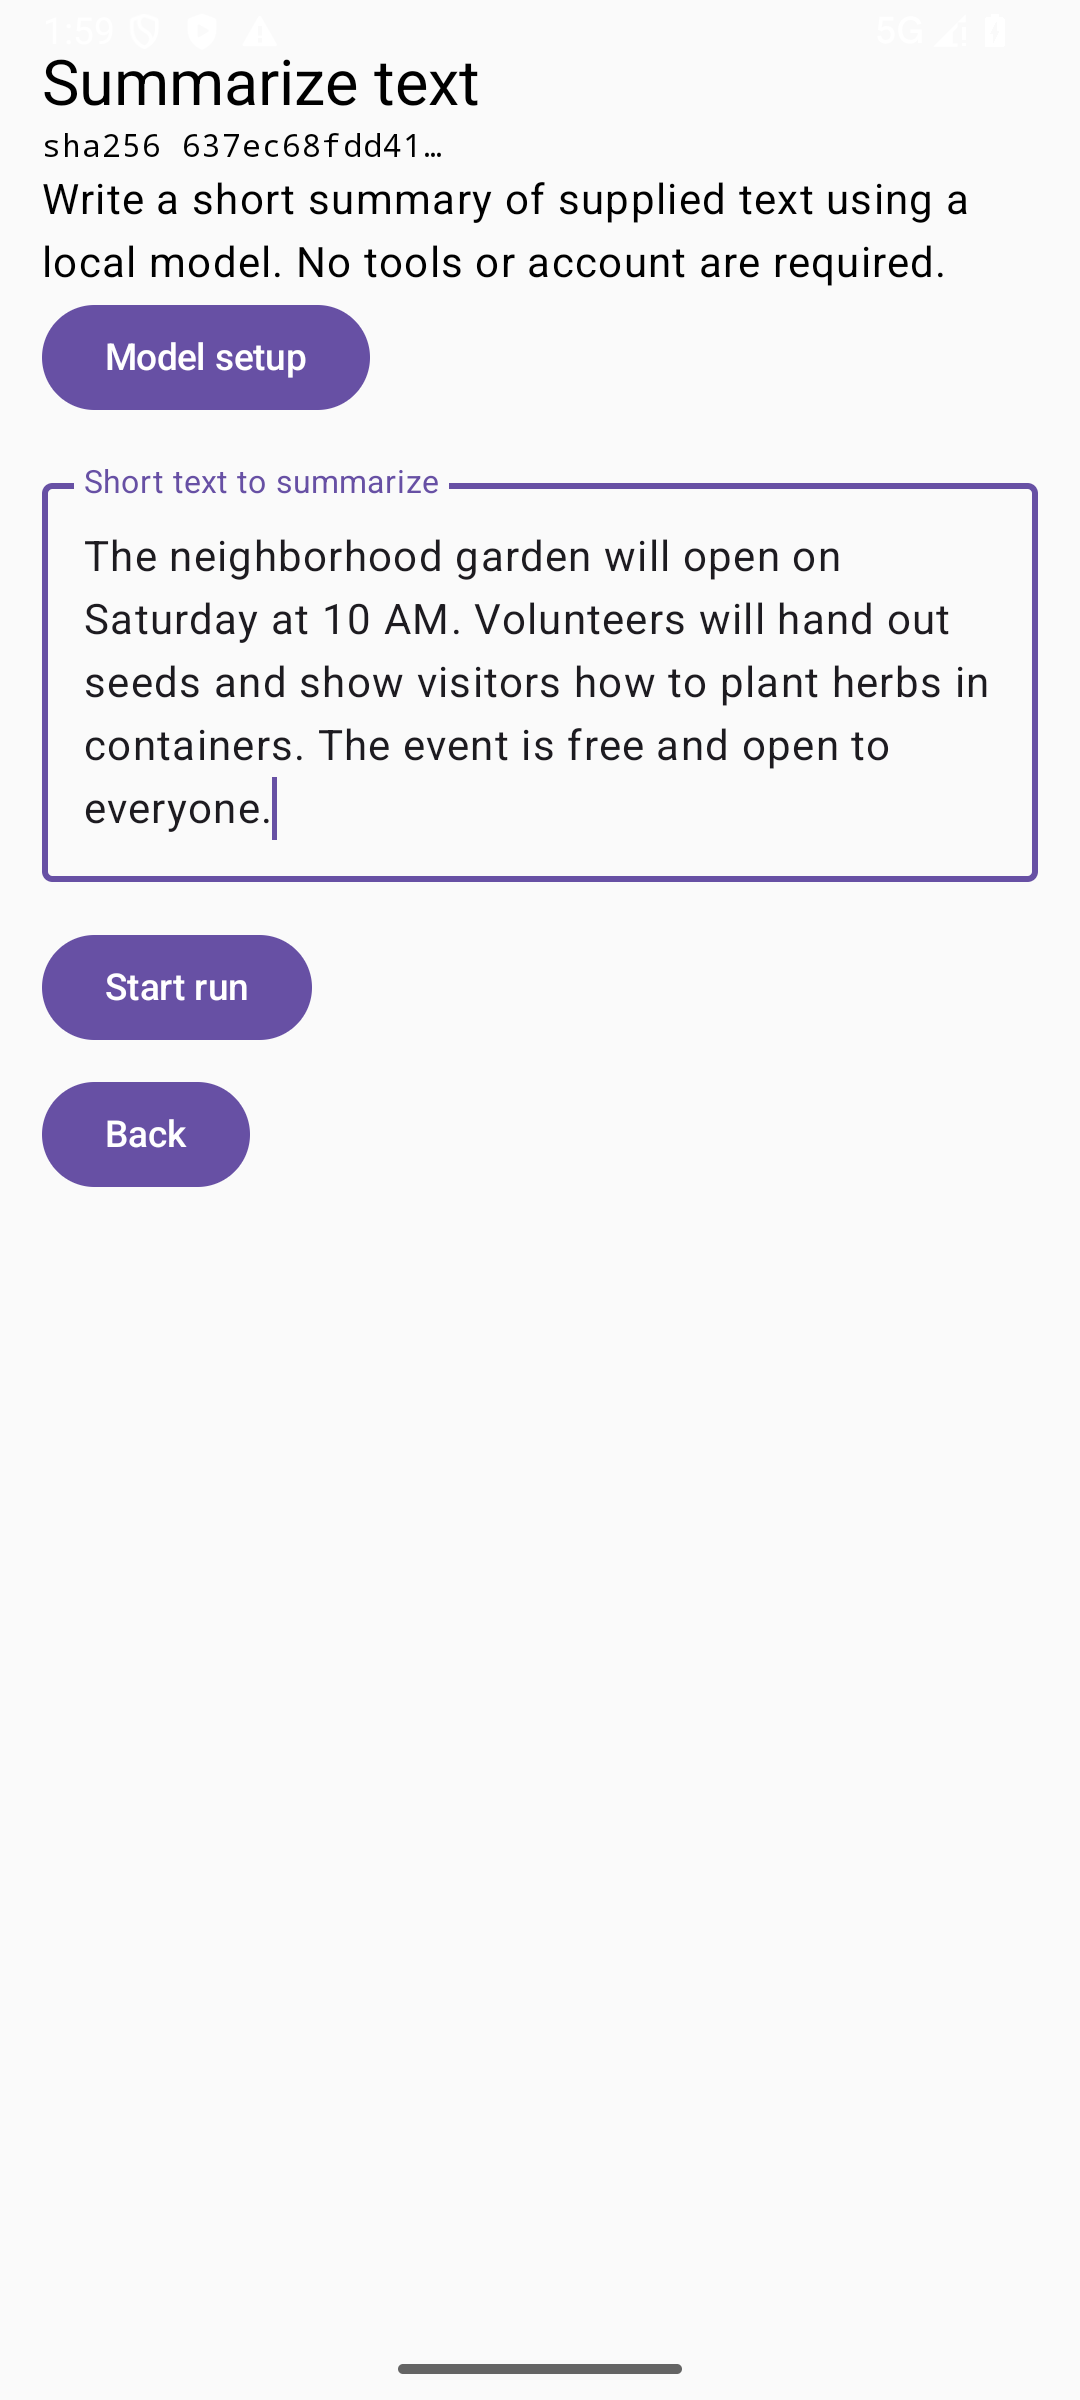 1:59
5G
Summarize text
sha256 637ec68fdd41…
Write a short summary of supplied text using a
local model. No tools or account are required.
Model setup
Short text to summarize
The neighborhood garden will open on
Saturday at 10 AM. Volunteers will hand out
seeds and show visitors how to plant herbs in
containers. The event is free and open to
everyone.
Start run
Back